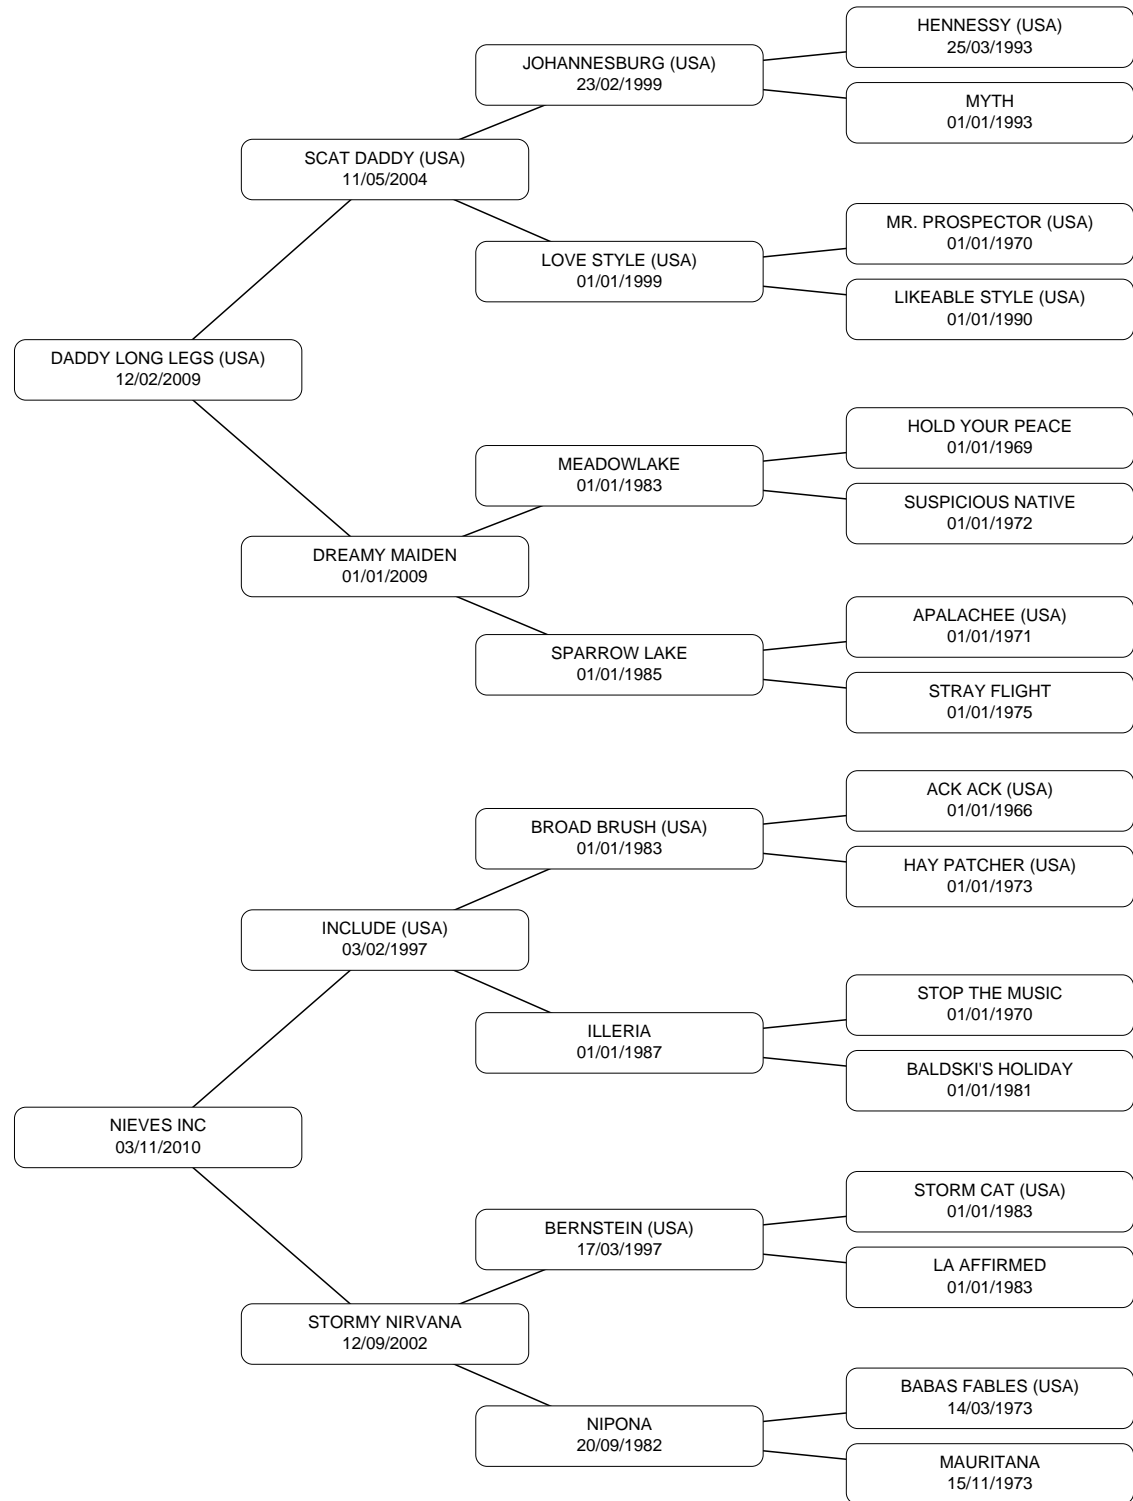 HENNESSY (USA)
25/03/1993
JOHANNESBURG (USA)
23/02/1999
MYTH
01/01/1993
SCAT DADDY (USA)
11/05/2004
MR. PROSPECTOR (USA)
01/01/1970
LOVE STYLE (USA)
01/01/1999
LIKEABLE STYLE (USA)
01/01/1990
DADDY LONG LEGS (USA)
12/02/2009
HOLD YOUR PEACE
01/01/1969
MEADOWLAKE
01/01/1983
SUSPICIOUS NATIVE
01/01/1972
DREAMY MAIDEN
01/01/2009
APALACHEE (USA)
01/01/1971
SPARROW LAKE
01/01/1985
STRAY FLIGHT
01/01/1975
ACK ACK (USA)
01/01/1966
BROAD BRUSH (USA)
01/01/1983
HAY PATCHER (USA)
01/01/1973
INCLUDE (USA)
03/02/1997
STOP THE MUSIC
01/01/1970
ILLERIA
01/01/1987
BALDSKI'S HOLIDAY
01/01/1981
NIEVES INC
03/11/2010
STORM CAT (USA)
01/01/1983
BERNSTEIN (USA)
17/03/1997
LA AFFIRMED
01/01/1983
STORMY NIRVANA
12/09/2002
BABAS FABLES (USA)
14/03/1973
NIPONA
20/09/1982
MAURITANA
15/11/1973